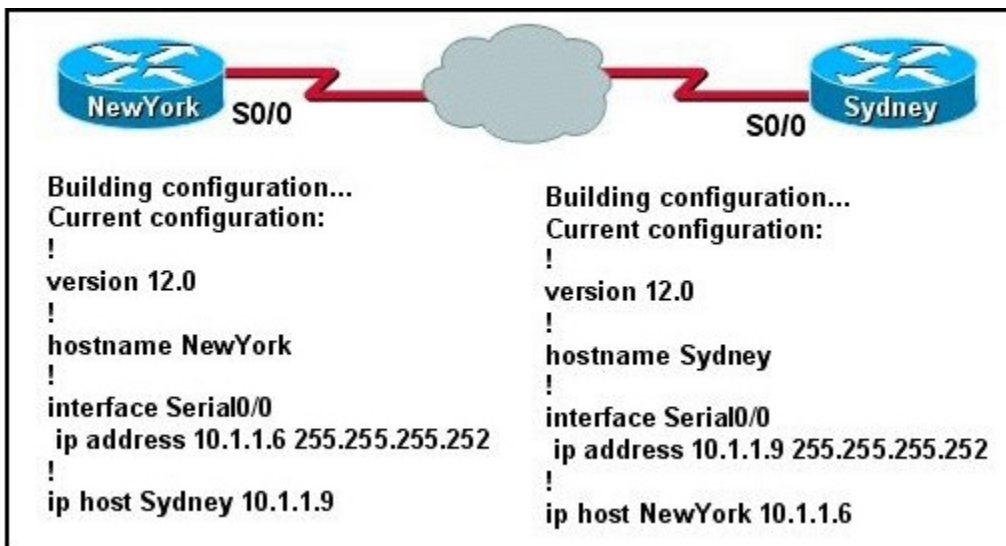 NewYork
S0/0
S0/0
Sydney
Building configuration...
Current configuration:
!
version 12.0
!
hostname NewYork
!
interface Serial0/0
ip address 10.1.1.6 255.255.255.252
!
ip host Sydney 10.1.1.9
Building configuration...
Current configuration:
!
version 12.0
!
hostname Sydney
!
interface Serial0/0
ip address 10.1.1.9 255.255.255.252
!
ip host NewYork 10.1.1.6